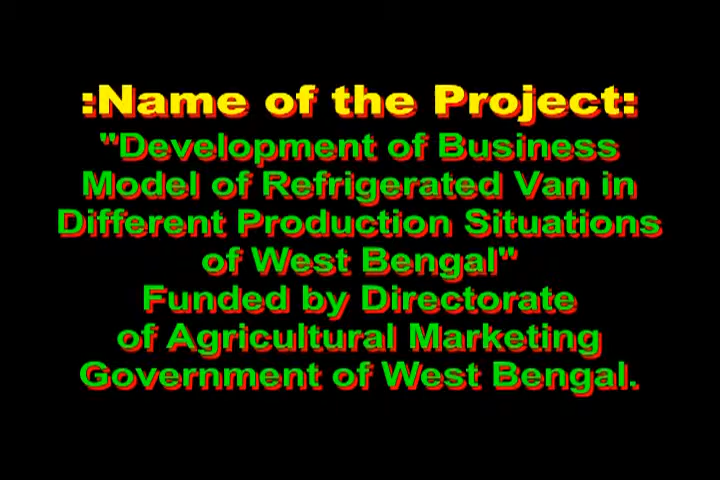 :Name of the Project:
"Development of Business
Model of Refrigerated Van in
Different Production Situations
of West Bengal"
Funded by Directorate
of Agricultural Marketing
Government of West Bengal.